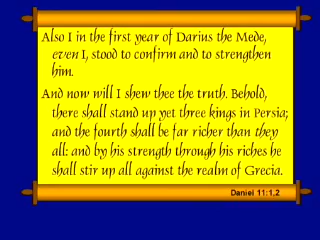 Also I in the first year of Darius the Mede,
even I, stood to confirm and to strengthen
him.
And now will I shew thee the truth. Behold,
there shall stand up yet three kings in Persia;
and the fourth shall be far richer than they
all: and by his strength through his riches he
shall stir up all against the realm of Grecia.
Daniel 11:1,2